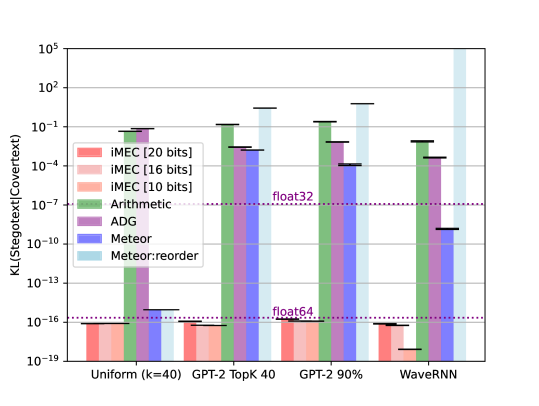 KL(Stegotext|Covertext)
10^5
10^2
10^-1
10^-4
10^-7
10^-10
10^-13
10^-16
10^-19
iMEC [20 bits]
iMEC [16 bits]
iMEC [10 bits]
Arithmetic
ADG
Meteor
Meteor:reorder
float32
float64
Uniform (k=40) GPT-2 TopK 40 GPT-2 90% WaveRNN